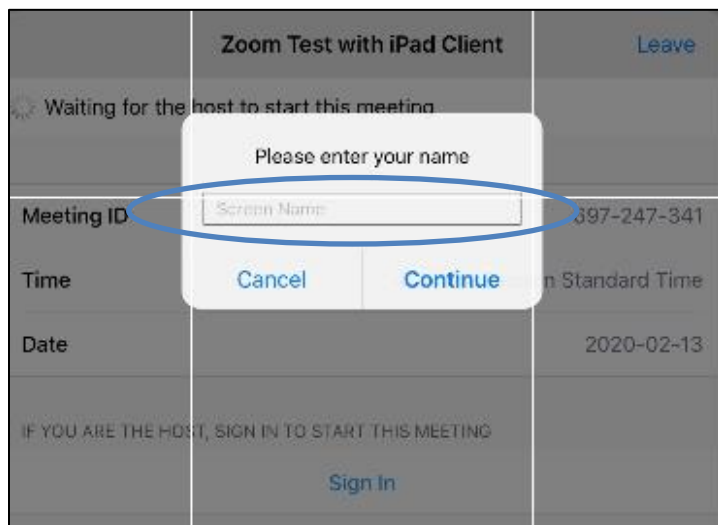 Zoom Test with iPad Client Leave
Waiting for the host to start this meeting
Please enter your name
Screen Name
Meeting ID 697-247-341
Cancel Continue
Time n Standard Time
Date 2020-02-13
IF YOU ARE THE HOST, SIGN IN TO START THIS MEETING
Sign In